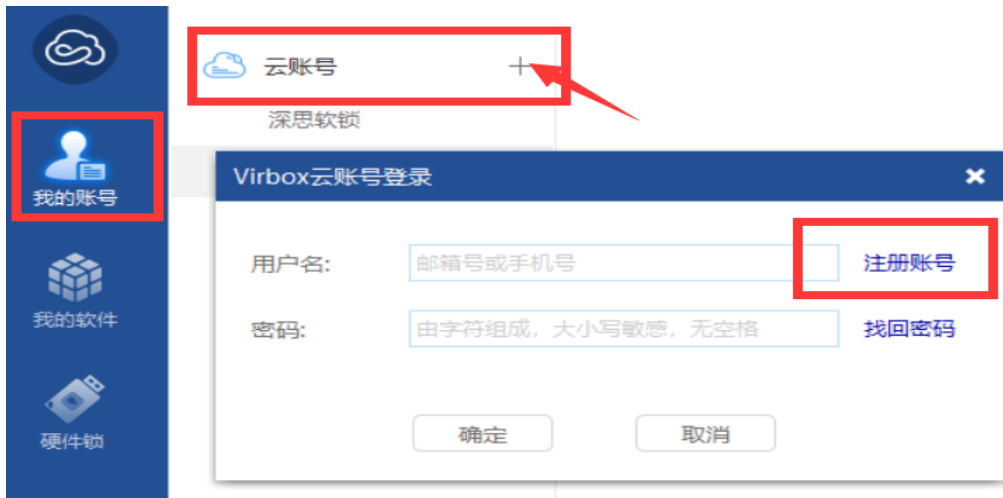 我的账号
我的软件
硬件锁
云账号
深思软锁
Virbox云账号登录
用户名: 邮箱号或手机号 注册账号
密码: 由字符组成，大小写敏感，无空格 找回密码
确定 取消